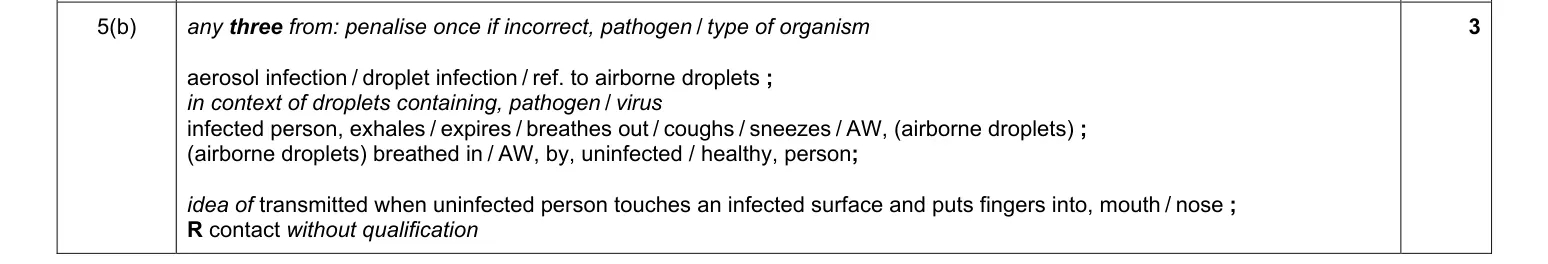 5(b) any three from: penalise once if incorrect, pathogen / type of organism 3
aerosol infection / droplet infection / ref. to airborne droplets ;
in context of droplets containing, pathogen / virus
infected person, exhales / expires / breathes out / coughs / sneezes / AW, (airborne droplets) ;
(airborne droplets) breathed in / AW, by, uninfected / healthy, person;
idea of transmitted when uninfected person touches an infected surface and puts fingers into, mouth / nose ;
R contact without qualification